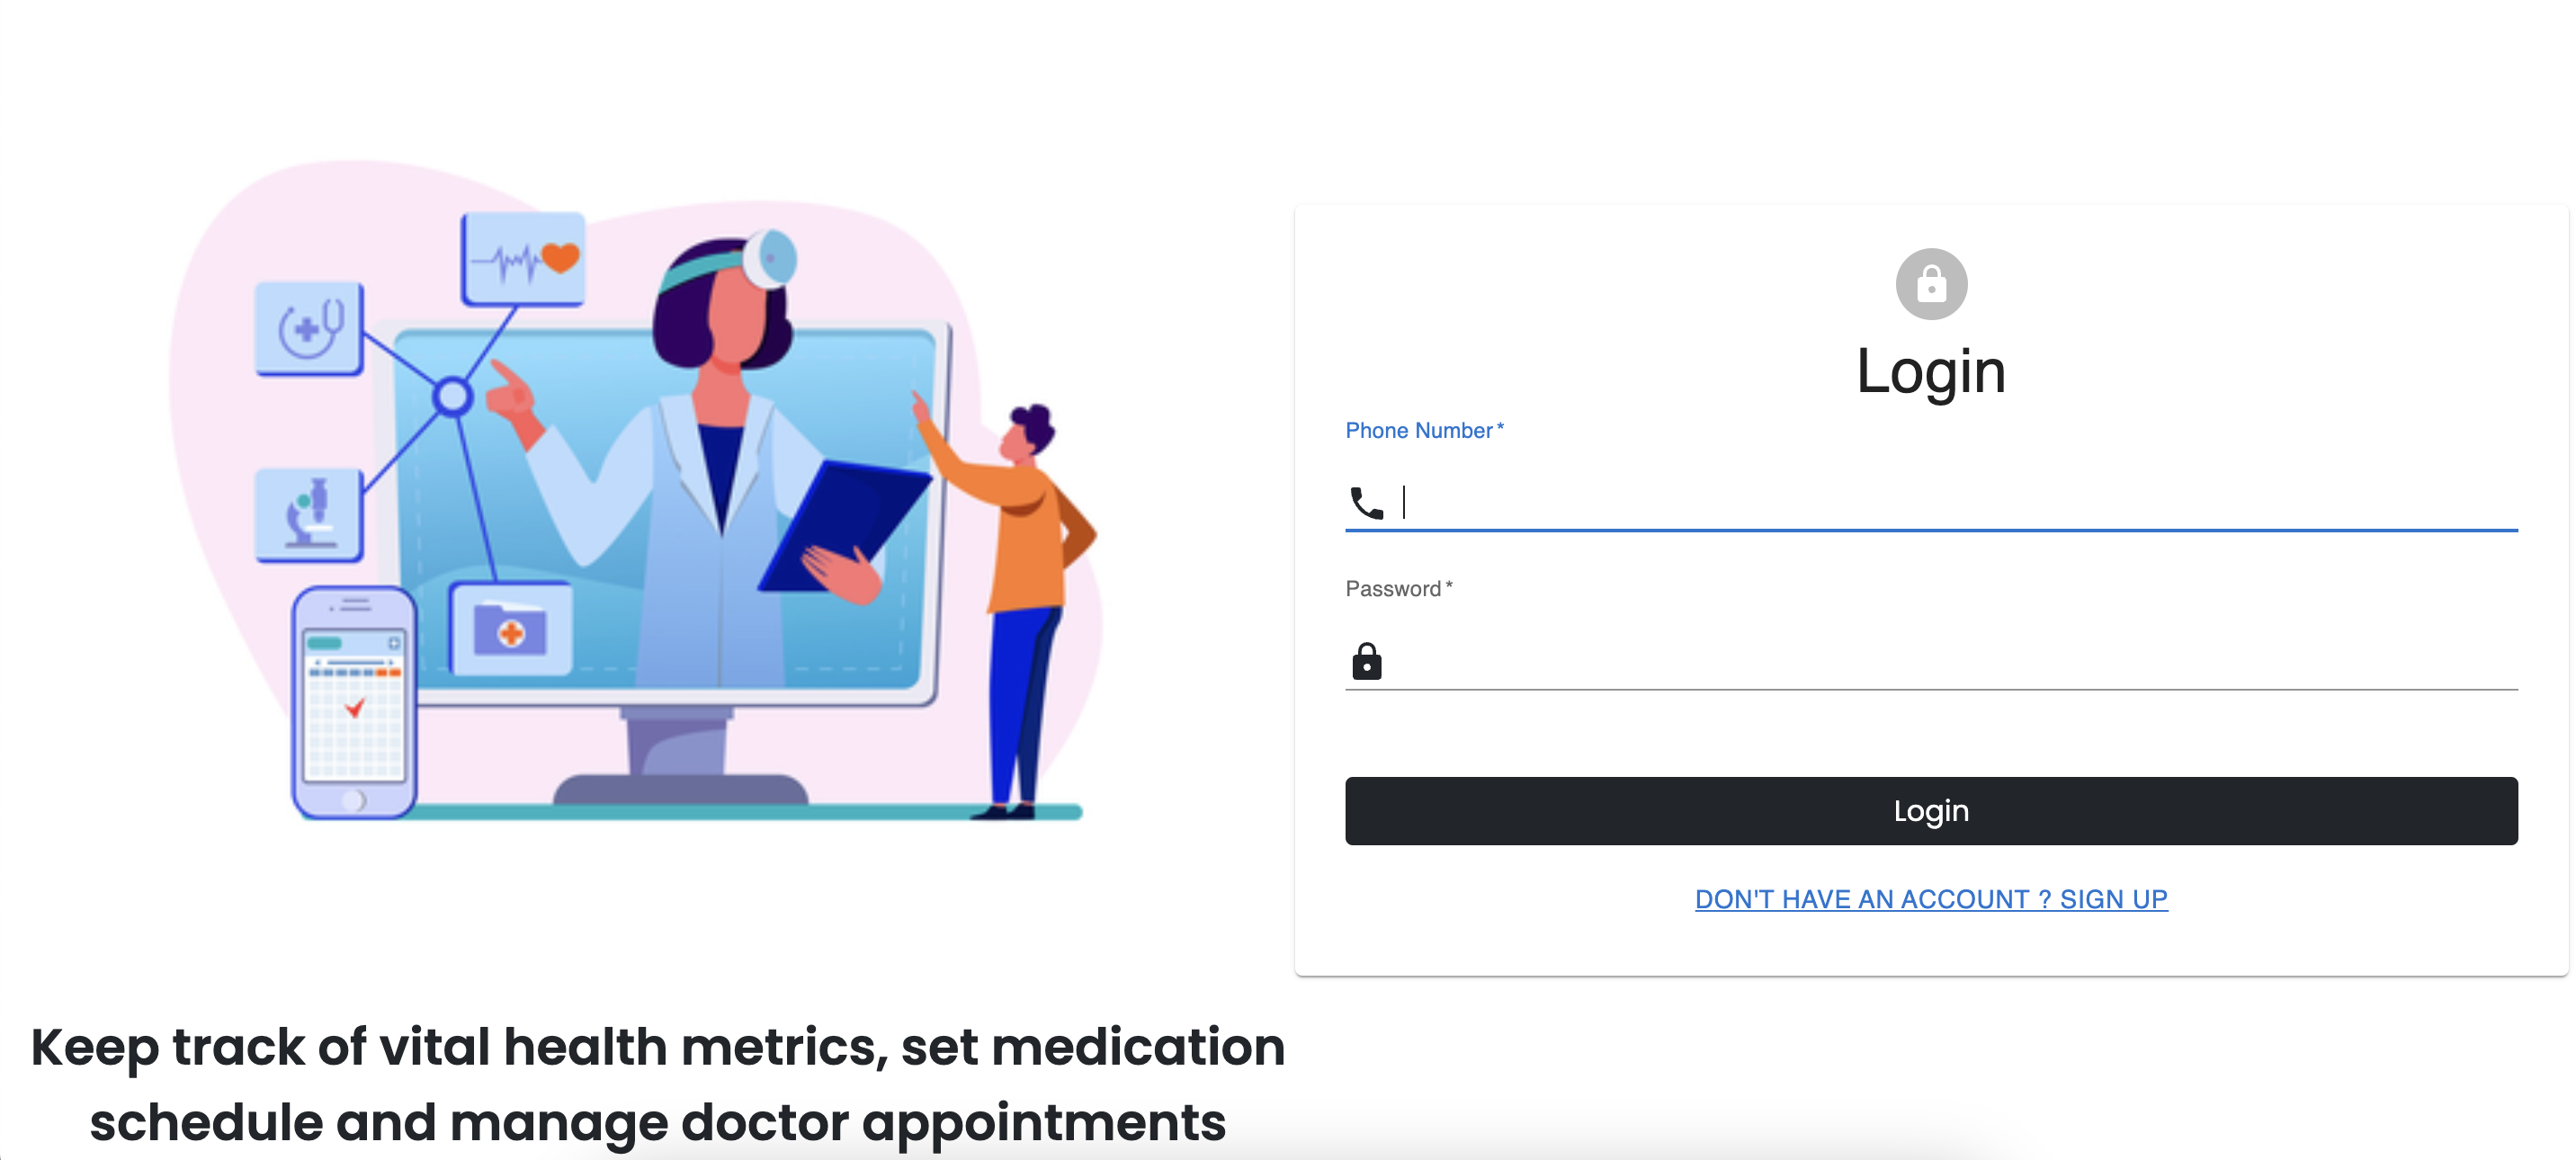 Login
Phone Number *
Password *
Login
DON'T HAVE AN ACCOUNT ? SIGN UP
Keep track of vital health metrics, set medication
schedule and manage doctor appointments